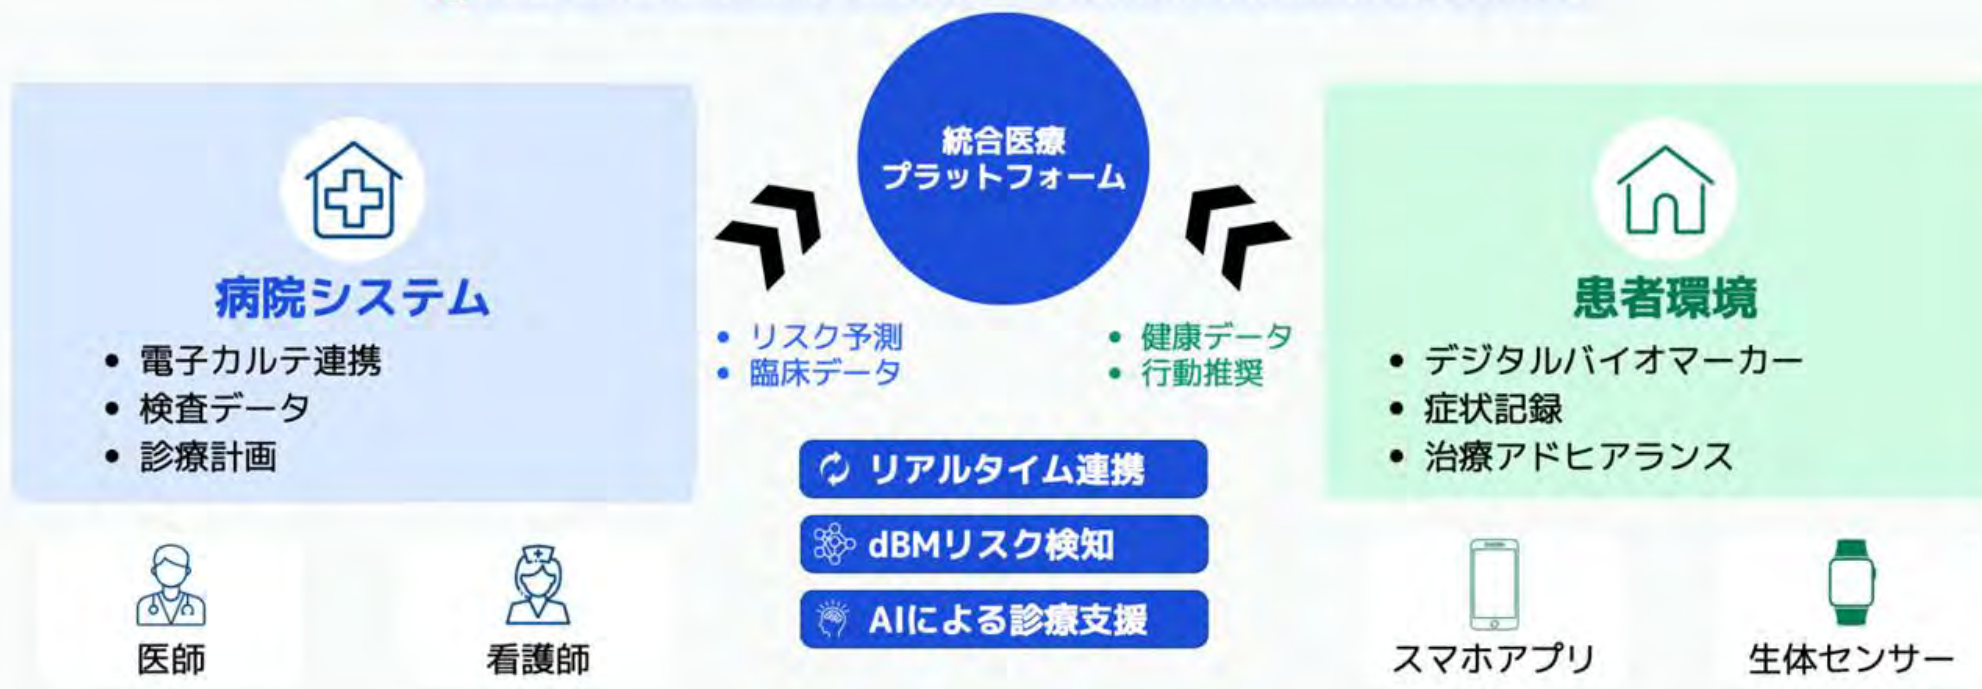 統合医療
プラットフォーム
病院システム
• 電子カルテ連携
• 検査データ
• 診療計画
医師
看護師
• リスク予測
• 臨床データ
• 健康データ
• 行動推奨
リアルタイム連携
dBMリスク検知
AIによる診療支援
患者環境
• デジタルバイオマーカー
• 症状記録
• 治療アドヒアランス
スマホアプリ
生体センサー